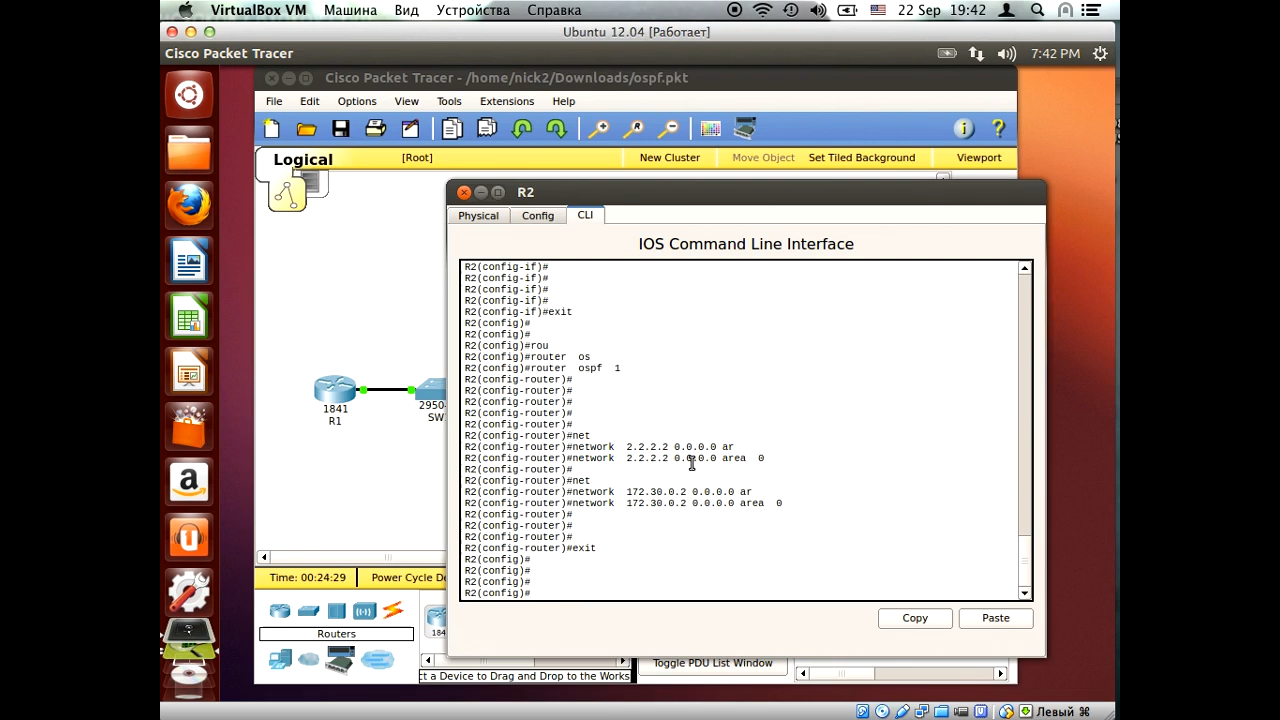 VirtualBox VM Машина Вид Устройства Справка 22 Sep 19:42
Ubuntu 12.04 [Работает]
Cisco Packet Tracer 7:42 PM
Cisco Packet Tracer - /home/nick2/Downloads/ospf.pkt
File Edit Options View Tools Extensions Help
Logical [Root] New Cluster Move Object Set Tiled Background Viewport
R2
Physical Config CLI
IOS Command Line Interface
R2(config-if)#
R2(config-if)#
R2(config-if)#
R2(config-if)#
R2(config-if)#exit
R2(config)#
R2(config)#
R2(config)#rou
R2(config)#router os
R2(config)#router ospf 1
R2(config-router)#
R2(config-router)#
R2(config-router)#
R2(config-router)#
R2(config-router)#
R2(config-router)#net
R2(config-router)#network 2.2.2.2 0.0.0.0 ar
R2(config-router)#network 2.2.2.2 0.0.0.0 area 0
R2(config-router)#
R2(config-router)#net
R2(config-router)#network 172.30.0.2 0.0.0.0 ar
R2(config-router)#network 172.30.0.2 0.0.0.0 area 0
R2(config-router)#
R2(config-router)#
R2(config-router)#
R2(config-router)#exit
R2(config)#
R2(config)#
R2(config)#
R2(config)#
Copy Paste
1841
R1
2950-
SW
Time: 00:24:29 Power Cycle De
Routers
184
ct a Device to Drag and Drop to the Works
Toggle PDU List Window
Левый ⌘